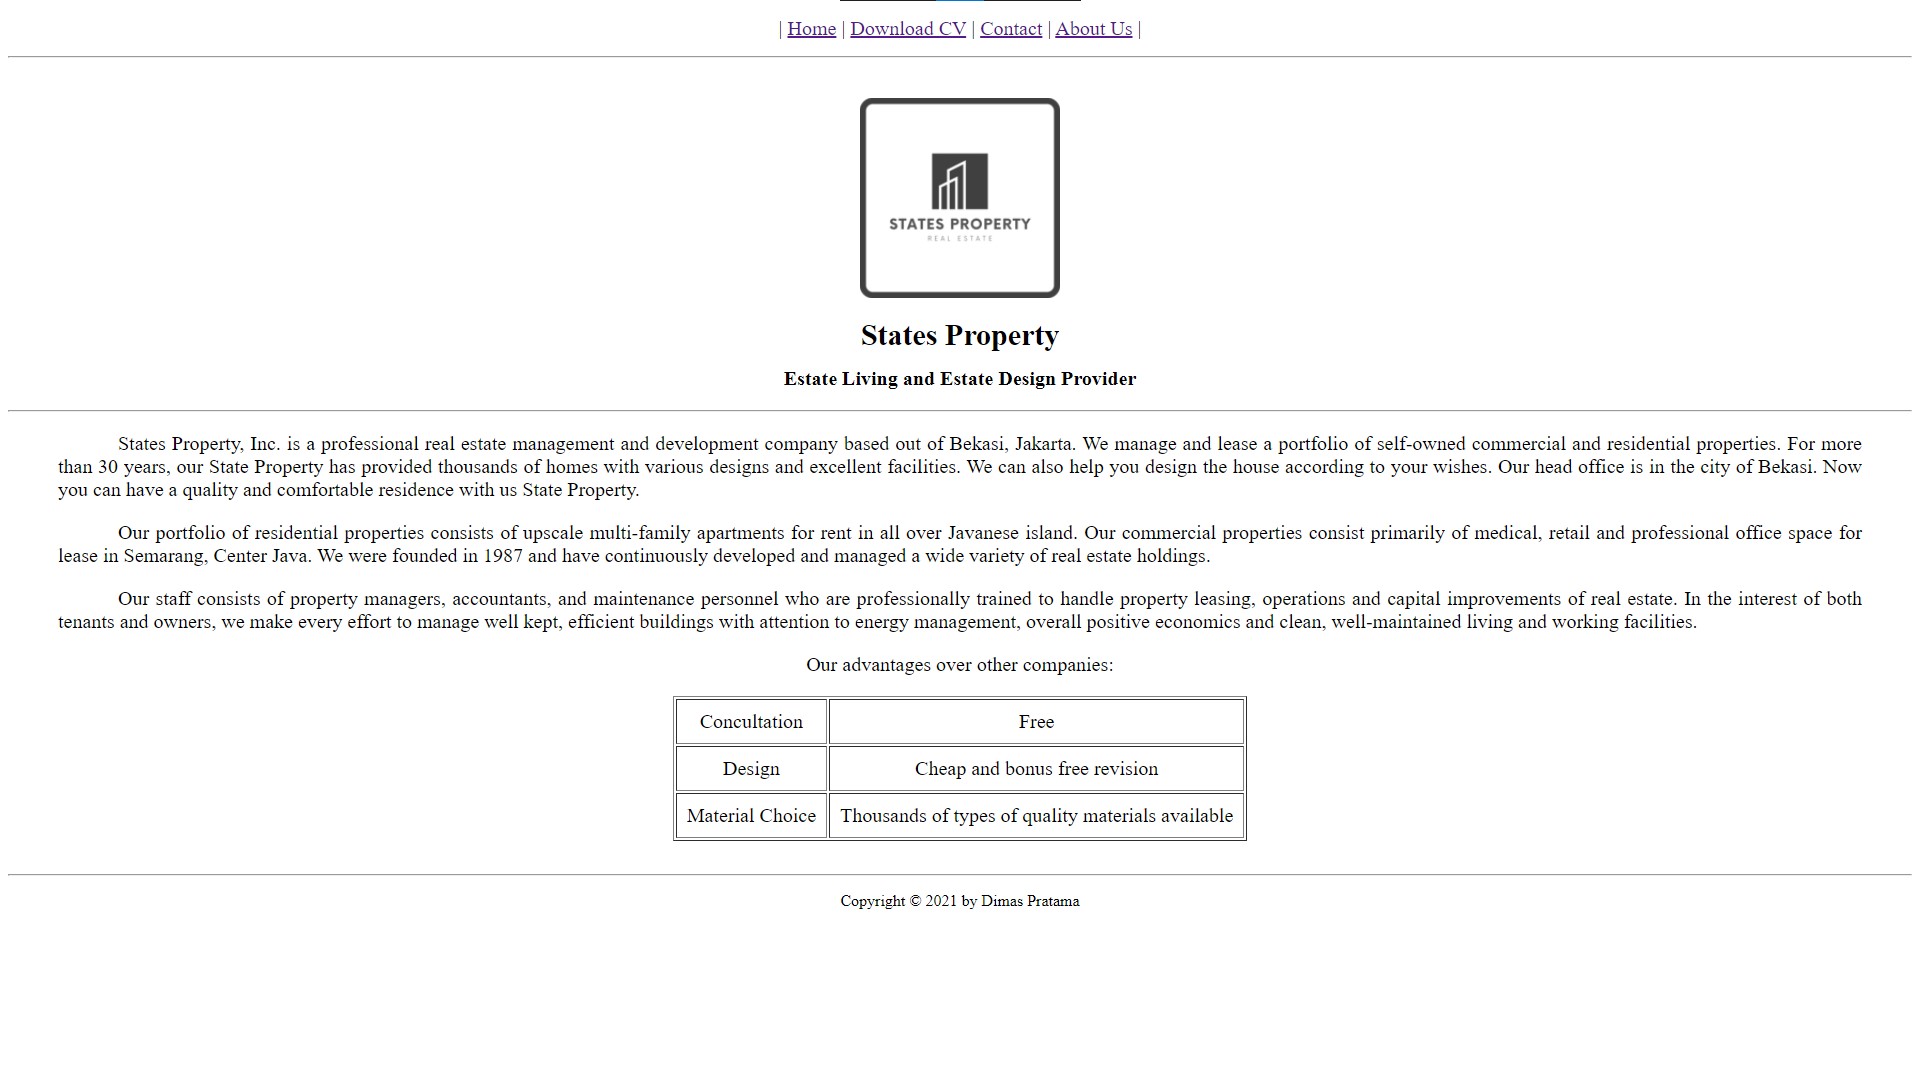 | Home | Download CV | Contact | About Us |
STATES PROPERTY
REAL ESTATE
States Property
Estate Living and Estate Design Provider
States Property, Inc. is a professional real estate management and development company based out of Bekasi, Jakarta. We manage and lease a portfolio of self-owned commercial and residential properties. For more
than 30 years, our State Property has provided thousands of homes with various designs and excellent facilities. We can also help you design the house according to your wishes. Our head office is in the city of Bekasi. Now
you can have a quality and comfortable residence with us State Property.
Our portfolio of residential properties consists of upscale multi-family apartments for rent in all over Javanese island. Our commercial properties consist primarily of medical, retail and professional office space for
lease in Semarang, Center Java. We were founded in 1987 and have continuously developed and managed a wide variety of real estate holdings.
Our staff consists of property managers, accountants, and maintenance personnel who are professionally trained to handle property leasing, operations and capital improvements of real estate. In the interest of both
tenants and owners, we make every effort to manage well kept, efficient buildings with attention to energy management, overall positive economics and clean, well-maintained living and working facilities.
Our advantages over other companies:
Concultation Free
Design Cheap and bonus free revision
Material Choice Thousands of types of quality materials available
Copyright © 2021 by Dimas Pratama